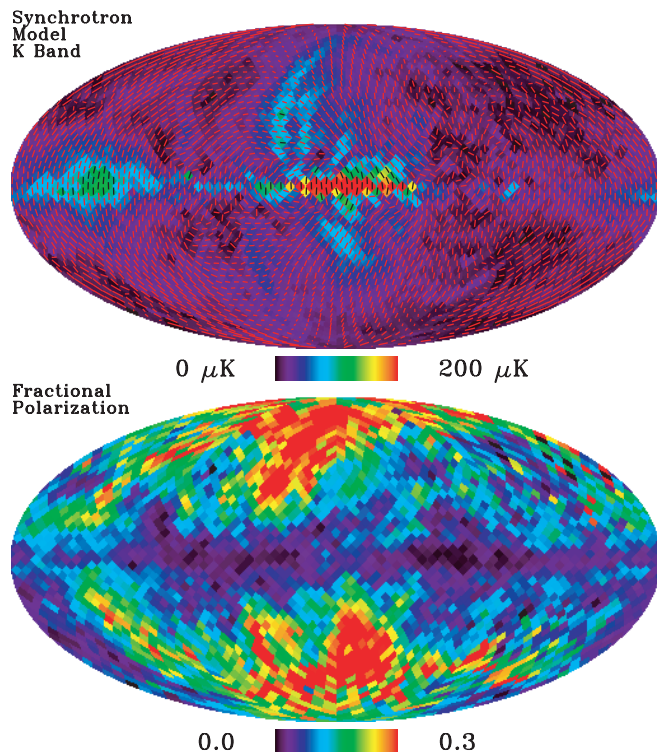 Synchrotron
Model
K Band
0 μK
200 μK
Fractional
Polarization
0.0
0.3